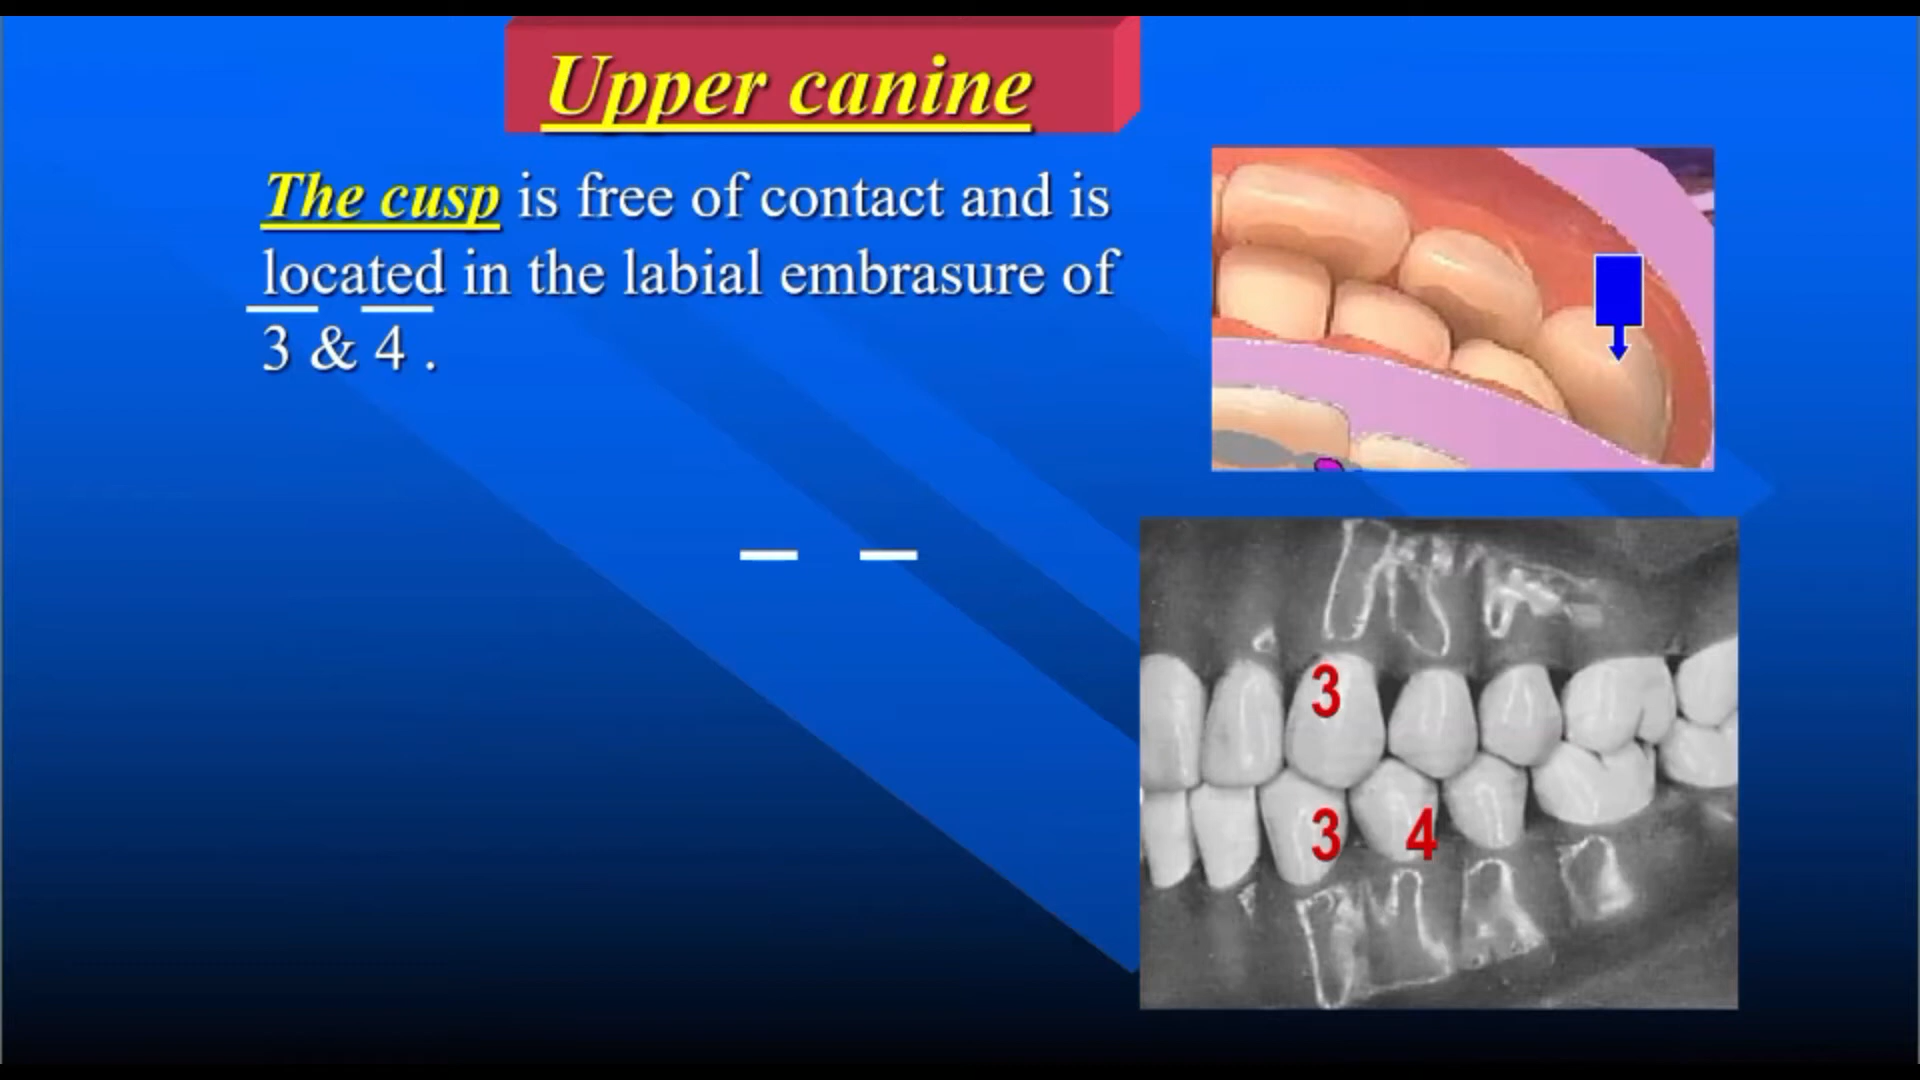 Upper canine
The cusp is free of contact and is
located in the labial embrasure of
3 & 4 .
3
3 4